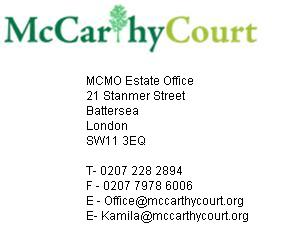 McCarthyCourt
MCMO Estate Office
21 Stanmer Street
Battersea
London
SW11 3EQ
T- 0207 228 2894
F - 0207 7978 6006
E - Office@mccarthycourt.org
E- Kamila@mccarthycourt.org